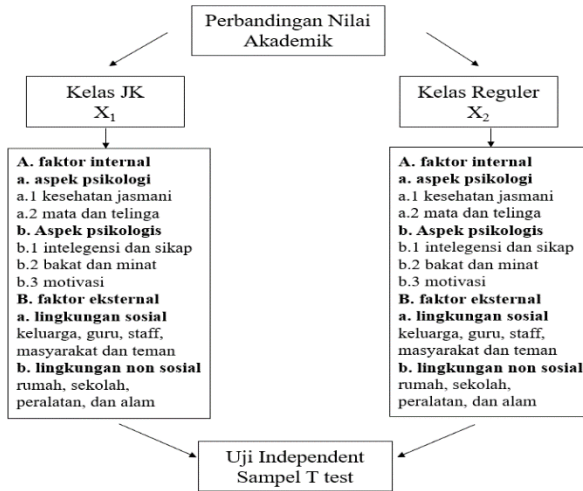 Perbandingan Nilai
Akademik
Kelas JK
X₁
A. faktor internal
a. aspek psikologi
a.1 kesehatan jasmani
a.2 mata dan telinga
b. Aspek psikologis
b.1 intelegensi dan sikap
b.2 bakat dan minat
b.3 motivasi
B. faktor eksternal
a. lingkungan sosial
keluarga, guru, staff,
masyarakat dan teman
b. lingkungan non sosial
rumah, sekolah,
peralatan, dan alam
Kelas Reguler
X₂
A. faktor internal
a. aspek psikologi
a.1 kesehatan jasmani
a.2 mata dan telinga
b. Aspek psikologis
b.1 intelegensi dan sikap
b.2 bakat dan minat
b.3 motivasi
B. faktor eksternal
a. lingkungan sosial
keluarga, guru, staff,
masyarakat dan teman
b. lingkungan non sosial
rumah, sekolah,
peralatan, dan alam
Uji Independent
Sampel T test